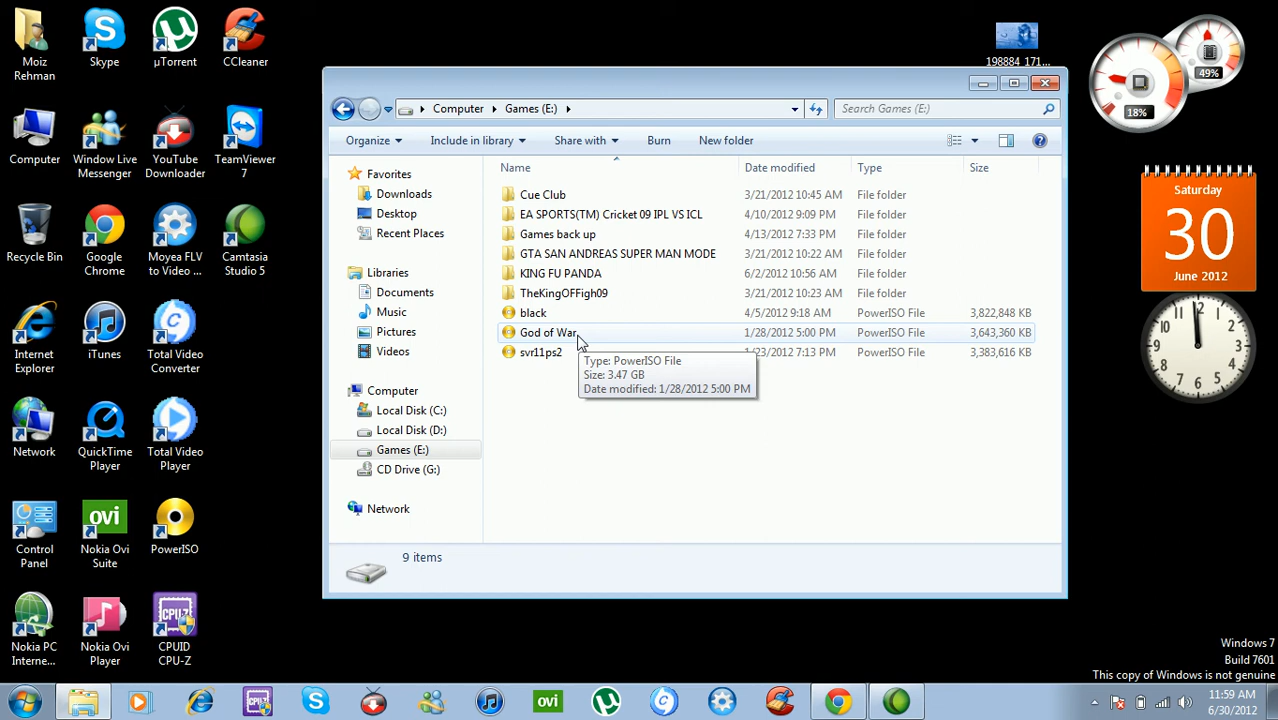 Moiz
Rehman
Skype
µTorrent
CCleaner
198884_171...
49%
18%
Computer
Window Live
Messenger
YouTube
Downloader
TeamViewer
7
Saturday
30
June 2012
Recycle Bin
Google
Chrome
Moyea FLV
to Video ...
Camtasia
Studio 5
Internet
Explorer
iTunes
Total Video
Converter
Network
QuickTime
Player
Total Video
Player
Control
Panel
ovi
Nokia Ovi
Suite
PowerISO
Nokia PC
Interne...
Nokia Ovi
Player
CPU-Z
CPUID
CPU-Z
Computer Games (E:)
Search Games (E:)
Organize Include in library Share with Burn New folder
Favorites
Downloads
Desktop
Recent Places
Libraries
Documents
Music
Pictures
Videos
Computer
Local Disk (C:)
Local Disk (D:)
Games (E:)
CD Drive (G:)
Network
Name Date modified Type Size
Cue Club 3/21/2012 10:45 AM File folder
EA SPORTS(TM) Cricket 09 IPL VS ICL 4/10/2012 9:09 PM File folder
Games back up 4/13/2012 7:33 PM File folder
GTA SAN ANDREAS SUPER MAN MODE 3/21/2012 10:22 AM File folder
KING FU PANDA 6/2/2012 10:56 AM File folder
TheKingOFFigh09 3/21/2012 10:23 AM File folder
black 4/5/2012 9:18 AM PowerISO File 3,822,848 KB
God of War 1/28/2012 5:00 PM PowerISO File 3,643,360 KB
svr11ps2 1/23/2012 7:13 PM PowerISO File 3,383,616 KB
Type: PowerISO File
Size: 3.47 GB
Date modified: 1/28/2012 5:00 PM
9 items
Windows 7
Build 7601
This copy of Windows is not genuine
CPU-Z
ovi
11:59 AM
6/30/2012